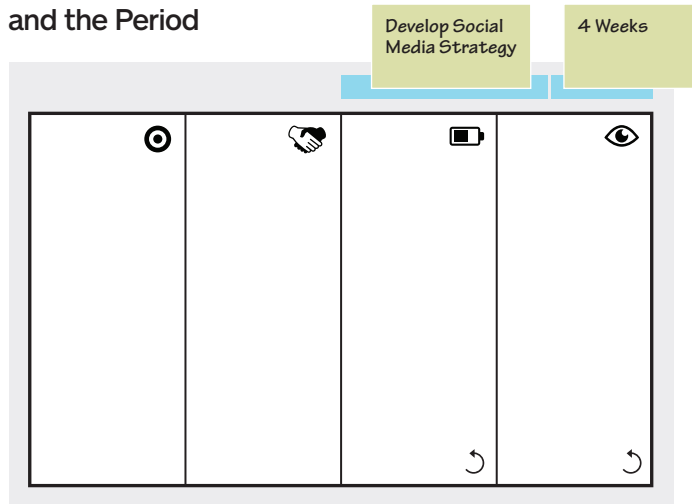 and the Period
Develop Social
Media Strategy
4 Weeks